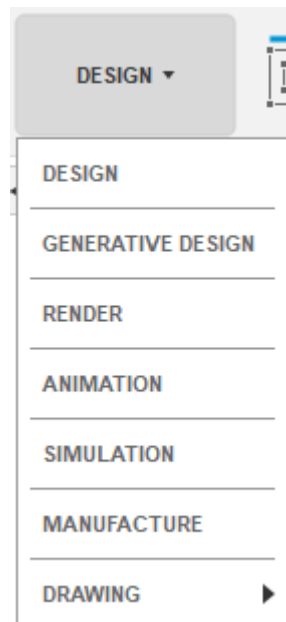 DESIGN
DESIGN
GENERATIVE DESIGN
RENDER
ANIMATION
SIMULATION
MANUFACTURE
DRAWING